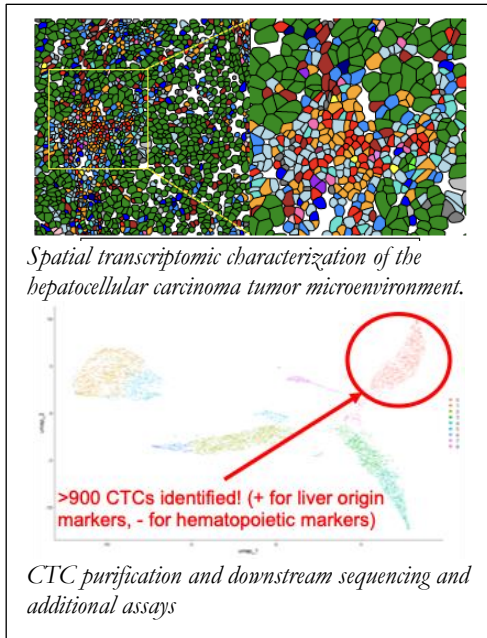 Spatial transcriptomic characterization of the
hepatocellular carcinoma tumor microenvironment.
>900 CTCs identified! (+ for liver origin
markers, - for hematopoietic markers)
umap_1
CTC purification and downstream sequencing and
additional assays